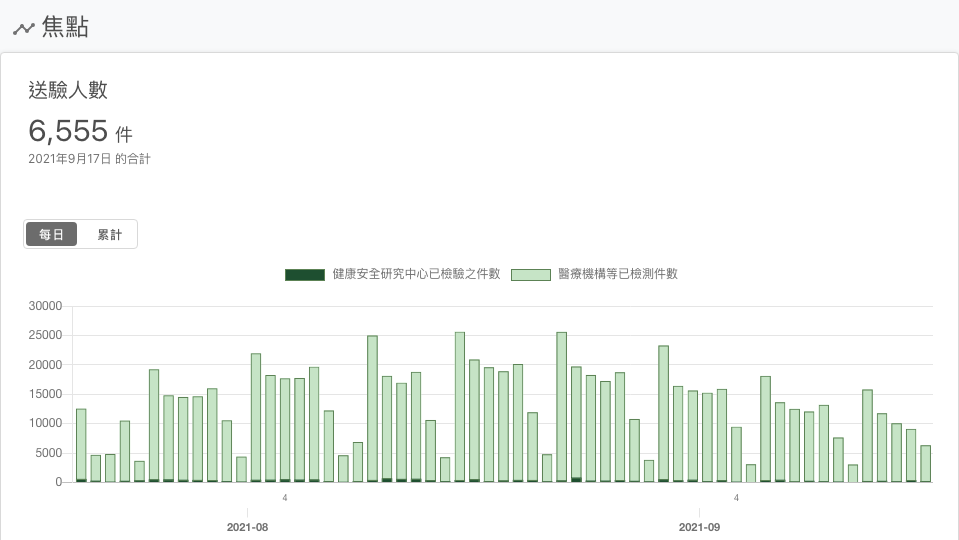 焦點
送驗人數
6,555 件
2021年9月17日 的合計
每日 累計
健康安全研究中心已檢驗之件數 醫療機構等已檢測件數
30000
25000
20000
15000
10000
5000
0
4 4
2021-08 2021-09